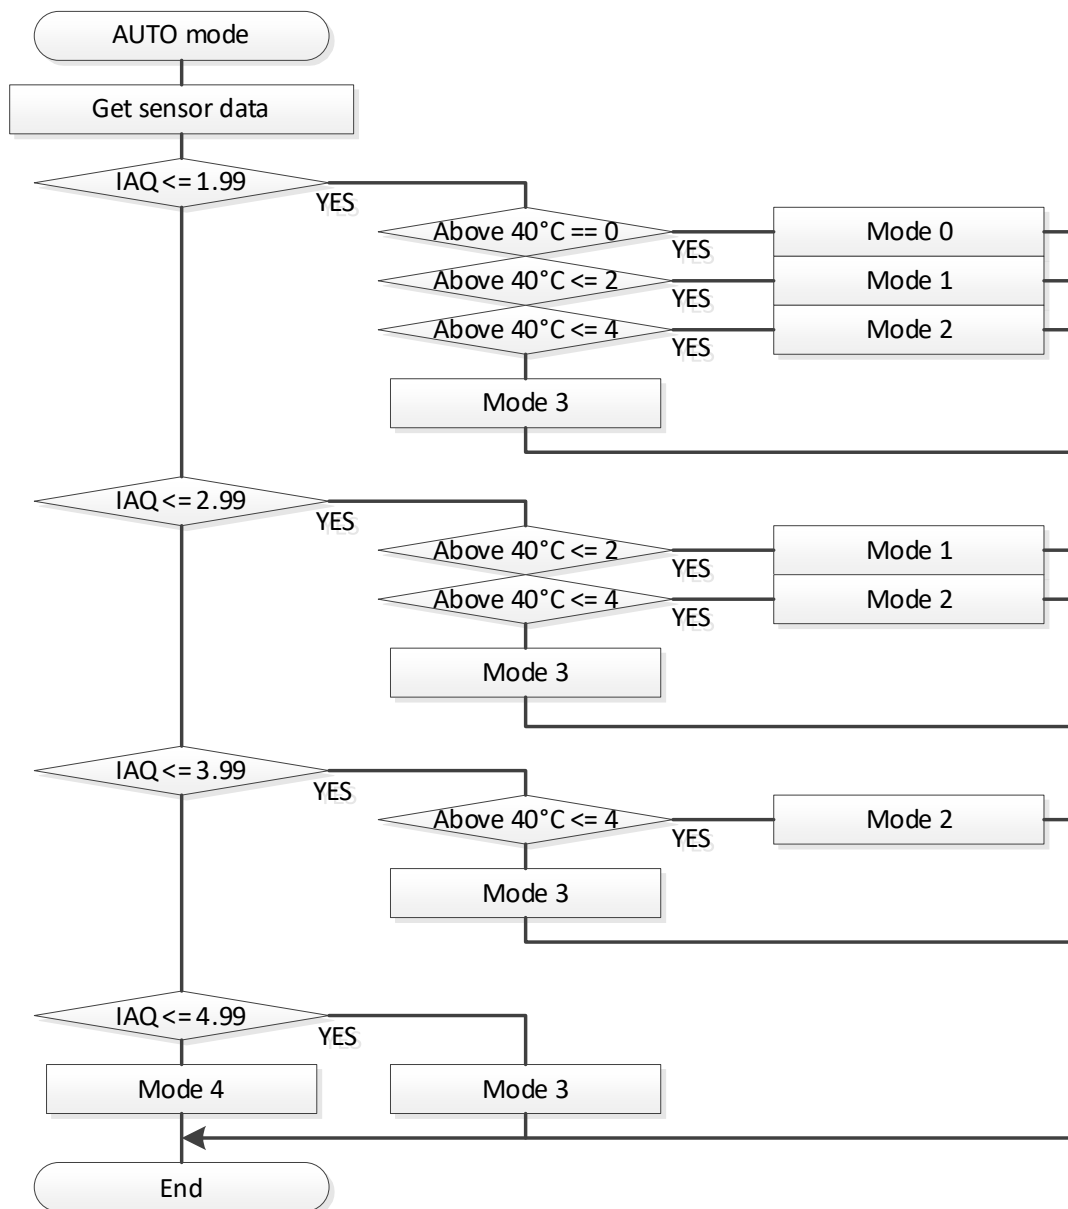 AUTO mode
Get sensor data
IAQ <= 1.99
YES
Above 40°C == 0
YES
Mode 0
Above 40°C <= 2
YES
Mode 1
Above 40°C <= 4
YES
Mode 2
Mode 3
IAQ <= 2.99
YES
Above 40°C <= 2
YES
Mode 1
Above 40°C <= 4
YES
Mode 2
Mode 3
IAQ <= 3.99
YES
Above 40°C <= 4
YES
Mode 2
Mode 3
IAQ <= 4.99
YES
Mode 4
Mode 3
End